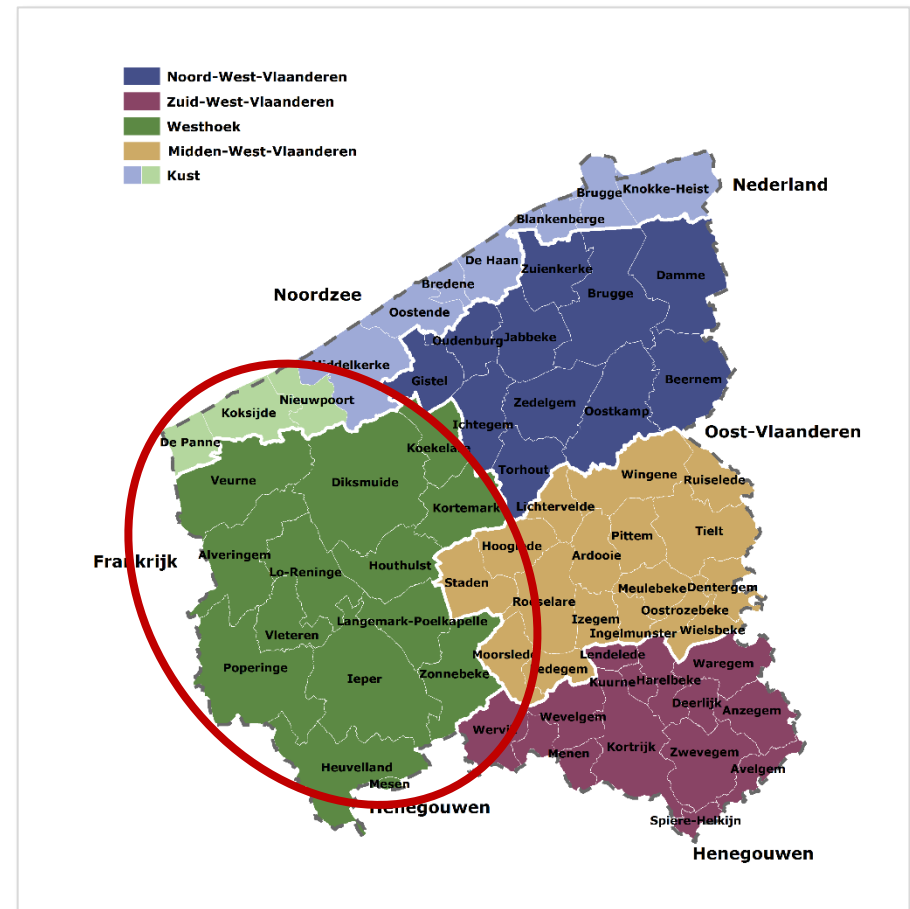 Noord-West-Vlaanderen
Zuid-West-Vlaanderen
Westhoek
Midden-West-Vlaanderen
Kust
Nederland
Brugge
Knokke-Heist
Blankenberge
De Haan
Zuienkerke
Damme
Bredene
Brugge
Noordzee
Oostende
Oudenburg
Jabbeke
Middelkerke
Gistel
Beernem
Nieuwpoort
Zedelgem
Koksijde
Oostkamp
Ichtegem
Oost-Vlaanderen
De Panne
Koekelare
Torhout
Wingene
Veurne
Diksmuide
Ruiselede
Kortemark
Lichtervelde
Tielt
Pittem
Hooglede
Alveringem
Ardooie
Frankrijk
Houthulst
Lo-Reninge
Staden
Meulebeke
Dentergem
Roeselare
Oostrozebeke
Izegem
Langemark-Poelkapelle
Wielsbeke
Ingelmunster
Vleteren
Moorslede
Lendelede
Waregem
Poperinge
Ledegem
Zonnebeke
Ieper
Kuurne
Harelbeke
Deerlijk
Anzegem
Wevelgem
Wervik
Kortrijk
Zwevegem
Menen
Heuvelland
Avelgem
Mesen
Henegouwen
Spiere-Helkijn
Henegouwen